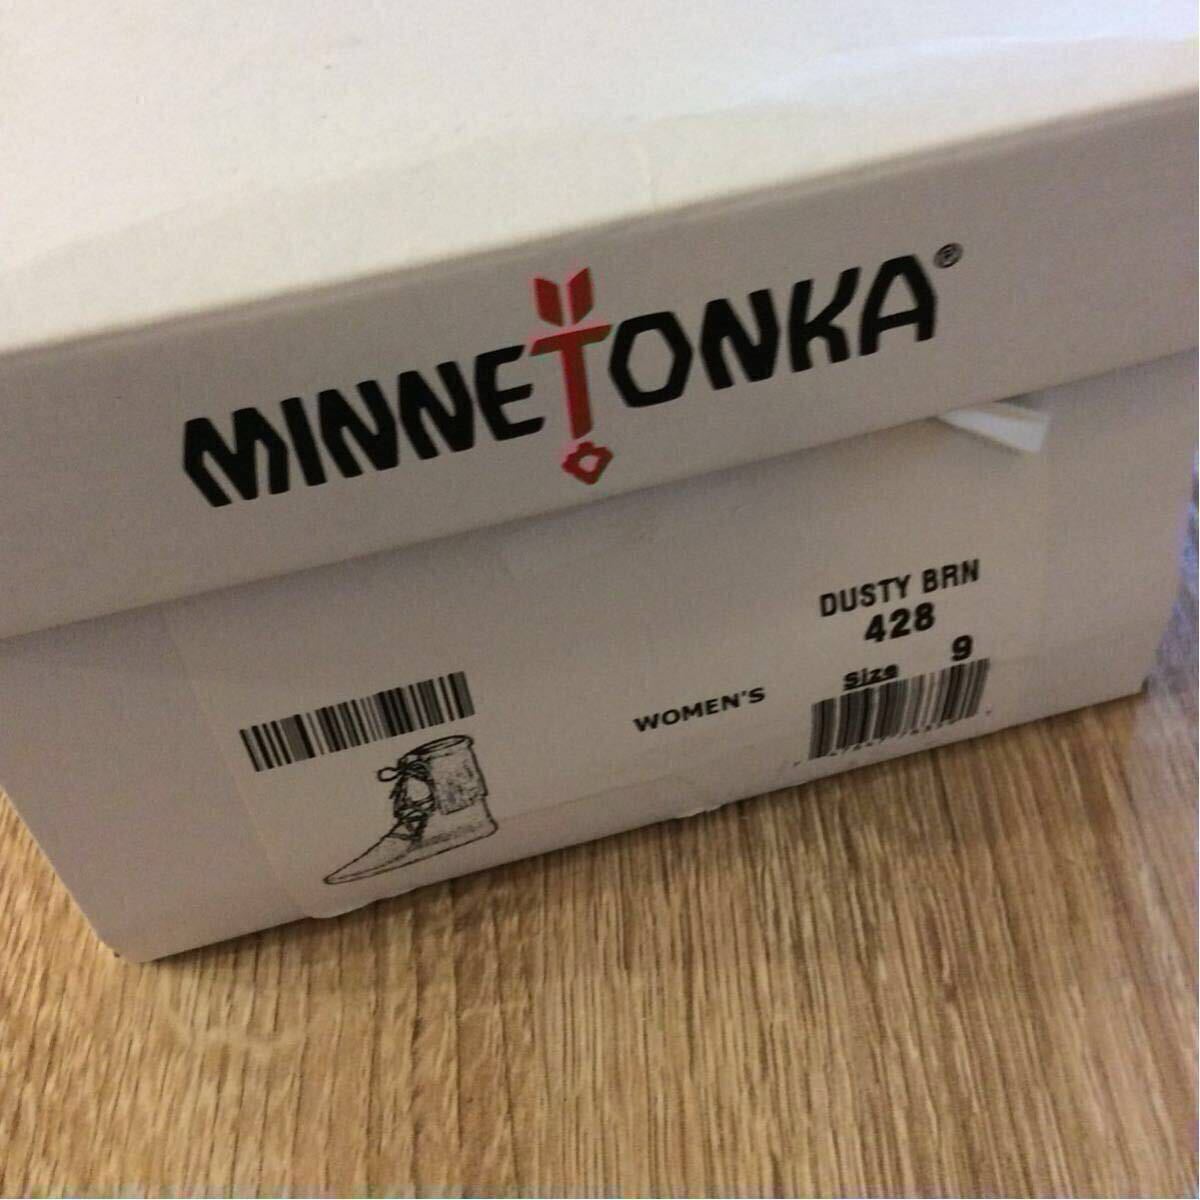 MINNETONKA®
DUSTY BRN
428
Size 9
WOMEN'S